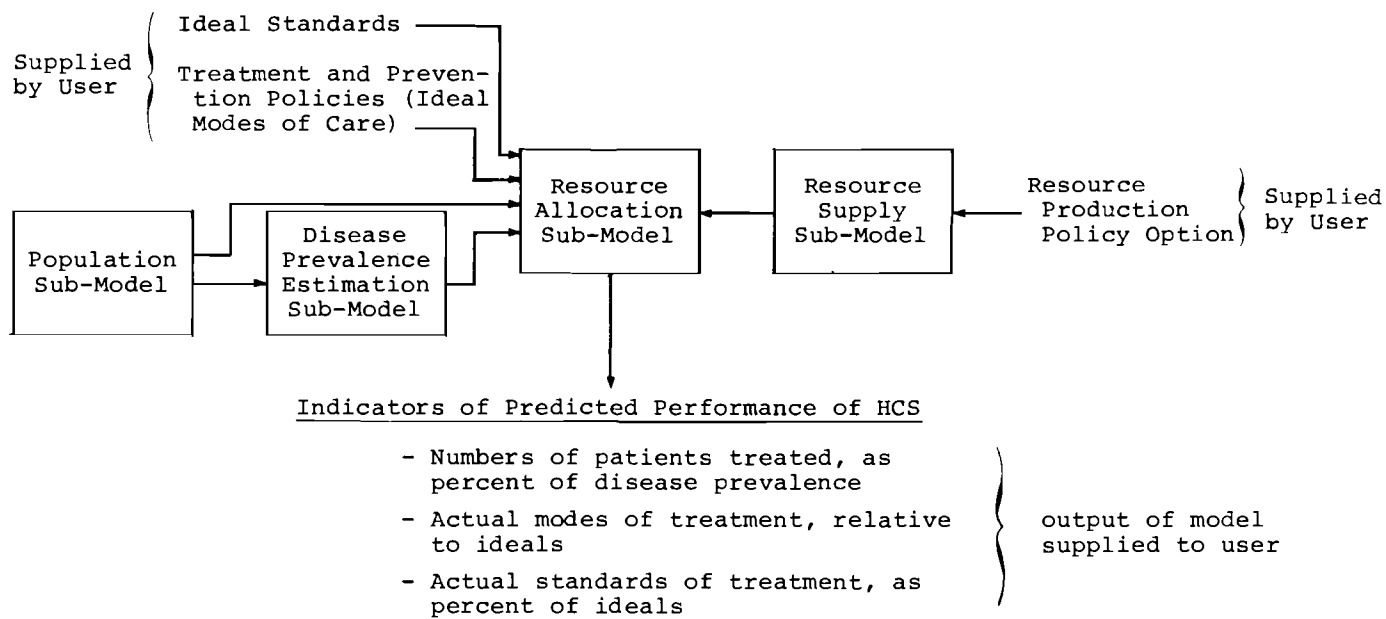 Supplied
by User
Ideal Standards
Treatment and Preven-
tion Policies (Ideal
Modes of Care)
Population
Sub-Model
Disease
Prevalence
Estimation
Sub-Model
Resource
Allocation
Sub-Model
Resource
Supply
Sub-Model
Resource
Production
Policy Option
Supplied
by User
Indicators of Predicted Performance of HCS
- Numbers of patients treated, as
percent of disease prevalence
- Actual modes of treatment, relative
to ideals
- Actual standards of treatment, as
percent of ideals
output of model
supplied to user